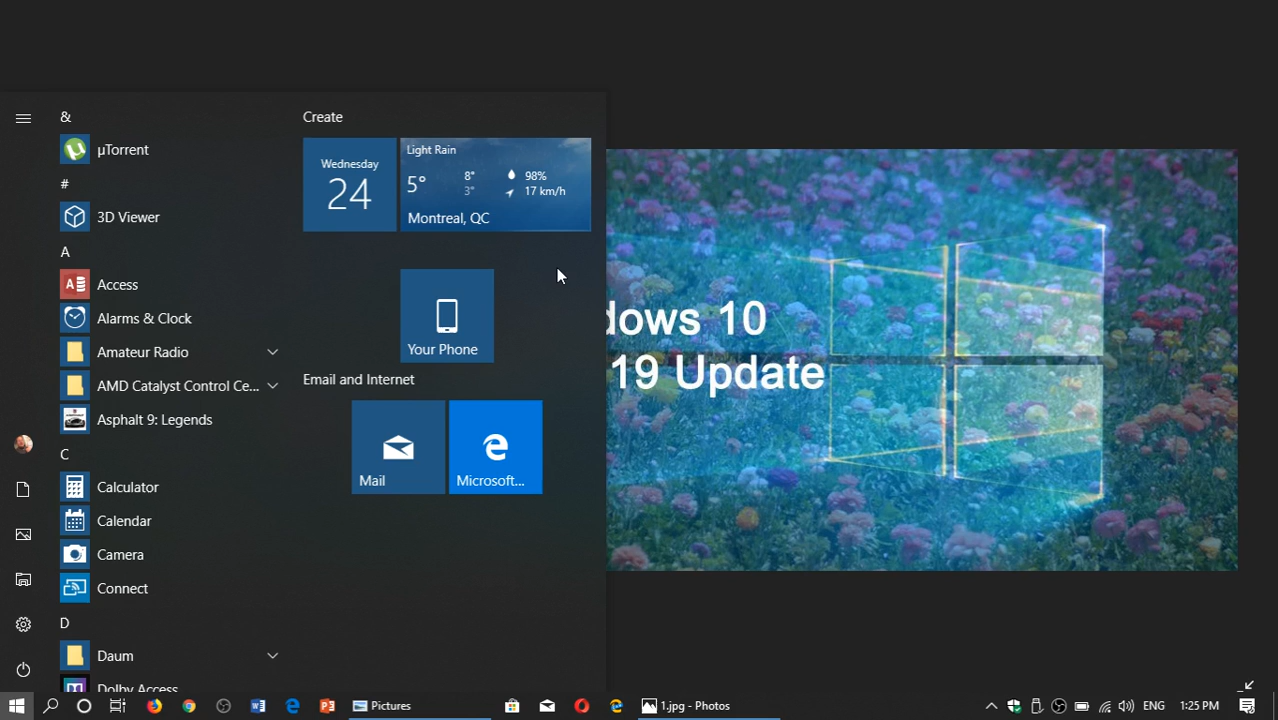 &
µTorrent
#
3D Viewer
A
Access
Alarms & Clock
Amateur Radio
AMD Catalyst Control Ce...
Asphalt 9: Legends
C
Calculator
Calendar
Camera
Connect
D
Daum
Dolby Access
Create
Wednesday
24
Light Rain
5°
8°
3°
98%
17 km/h
Montreal, QC
Your Phone
Email and Internet
Mail
Microsoft...
dows 10
19 Update
Pictures
1.jpg - Photos
ENG
1:25 PM